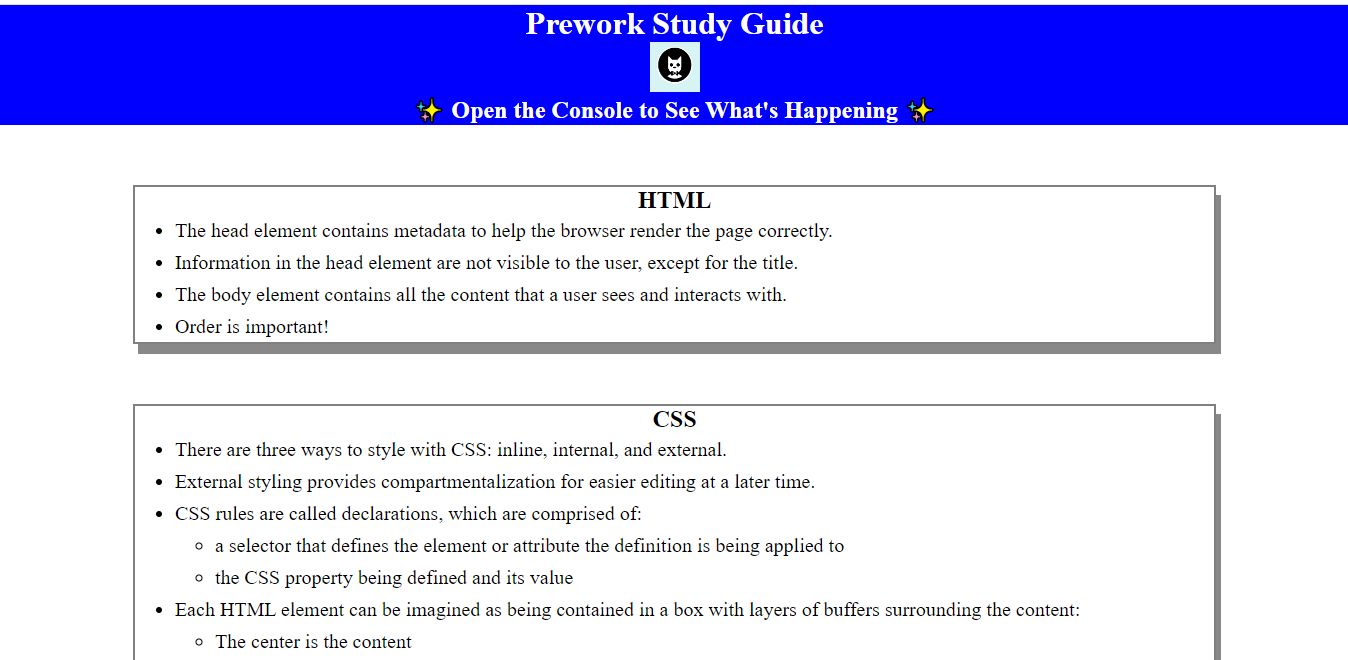 Prework Study Guide
✨ Open the Console to See What's Happening ✨
HTML
• The head element contains metadata to help the browser render the page correctly.
• Information in the head element are not visible to the user, except for the title.
• The body element contains all the content that a user sees and interacts with.
• Order is important!
CSS
• There are three ways to style with CSS: inline, internal, and external.
• External styling provides compartmentalization for easier editing at a later time.
• CSS rules are called declarations, which are comprised of:
◦ a selector that defines the element or attribute the definition is being applied to
◦ the CSS property being defined and its value
• Each HTML element can be imagined as being contained in a box with layers of buffers surrounding the content:
◦ The center is the content